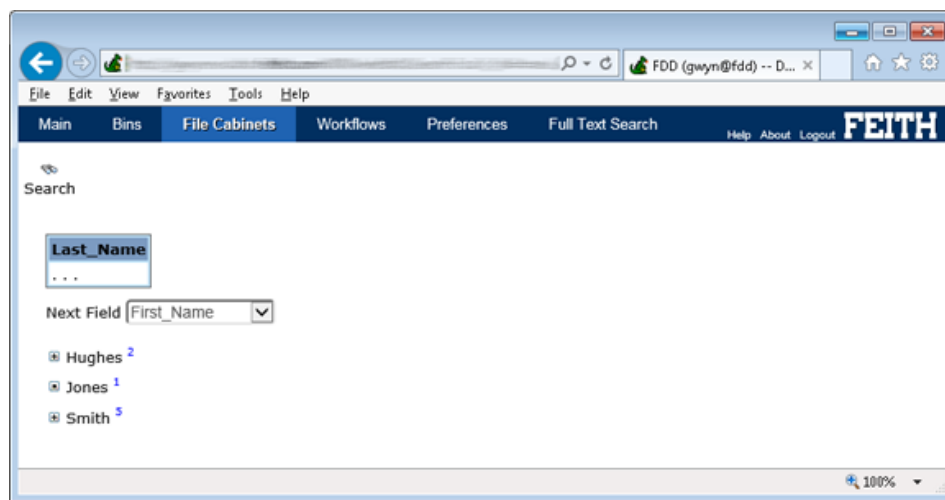 FDD (gwyn@fdd) -- D...
File Edit View Favorites Tools Help
Main Bins File Cabinets Workflows Preferences Full Text Search Help About Logout FEITH
Search
Last_Name
. . .
Next Field First_Name
Hughes 2
Jones 1
Smith 5
100%